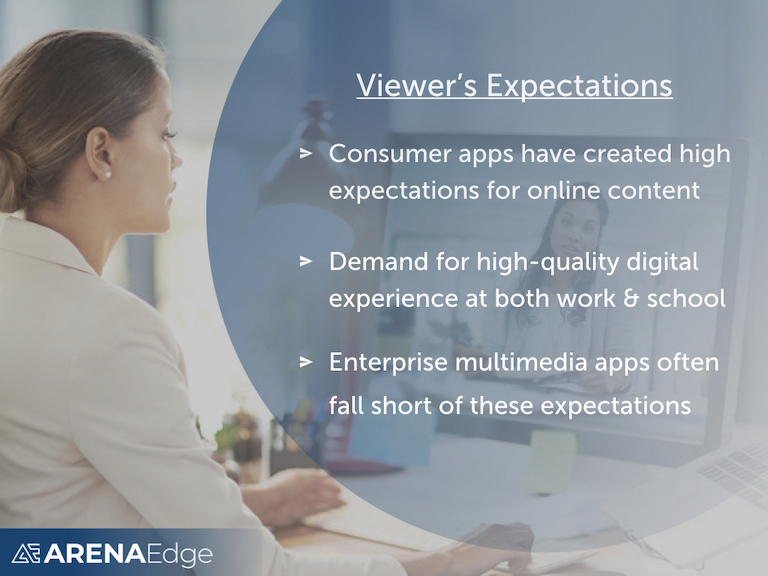 Viewer’s Expectations
➢ Consumer apps have created high
expectations for online content
➢ Demand for high-quality digital
experience at both work & school
➢ Enterprise multimedia apps often
fall short of these expectations
ARENAEdge